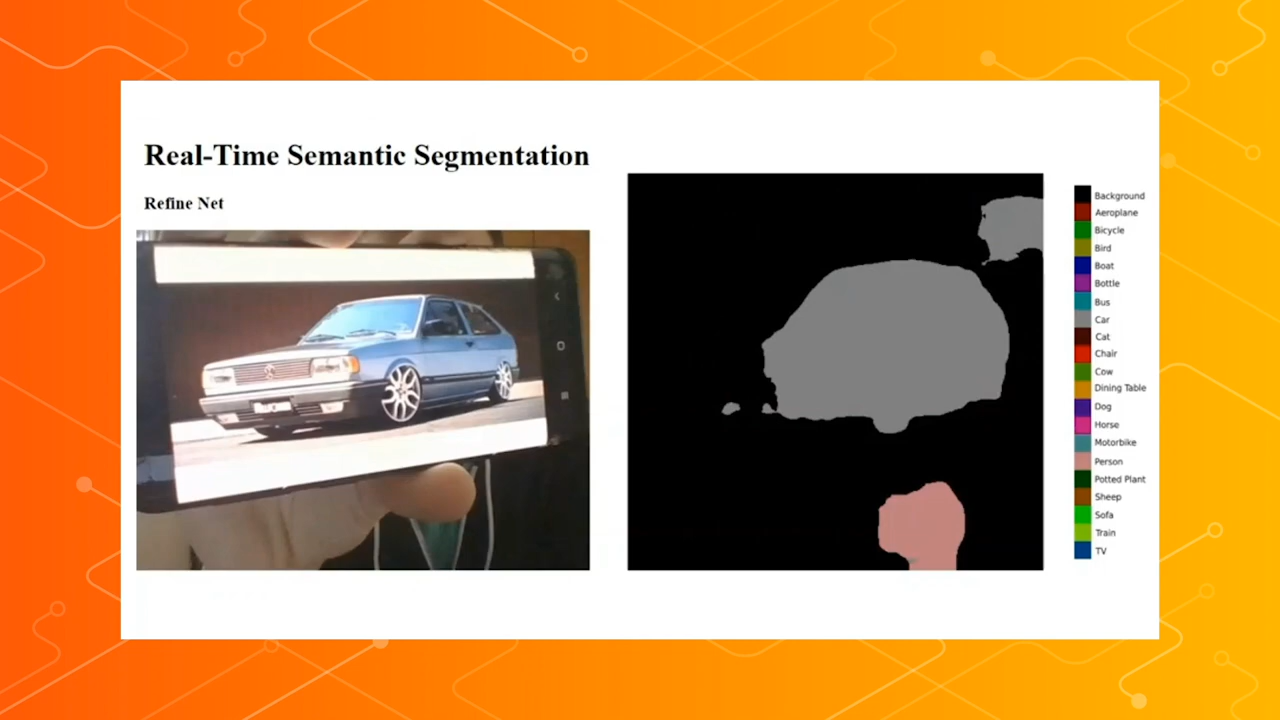 Real-Time Semantic Segmentation
Refine Net
Background
Aeroplane
Bicycle
Bird
Boat
Bottle
Bus
Car
Cat
Chair
Cow
Dining Table
Dog
Horse
Motorbike
Person
Potted Plant
Sheep
Sofa
Train
TV